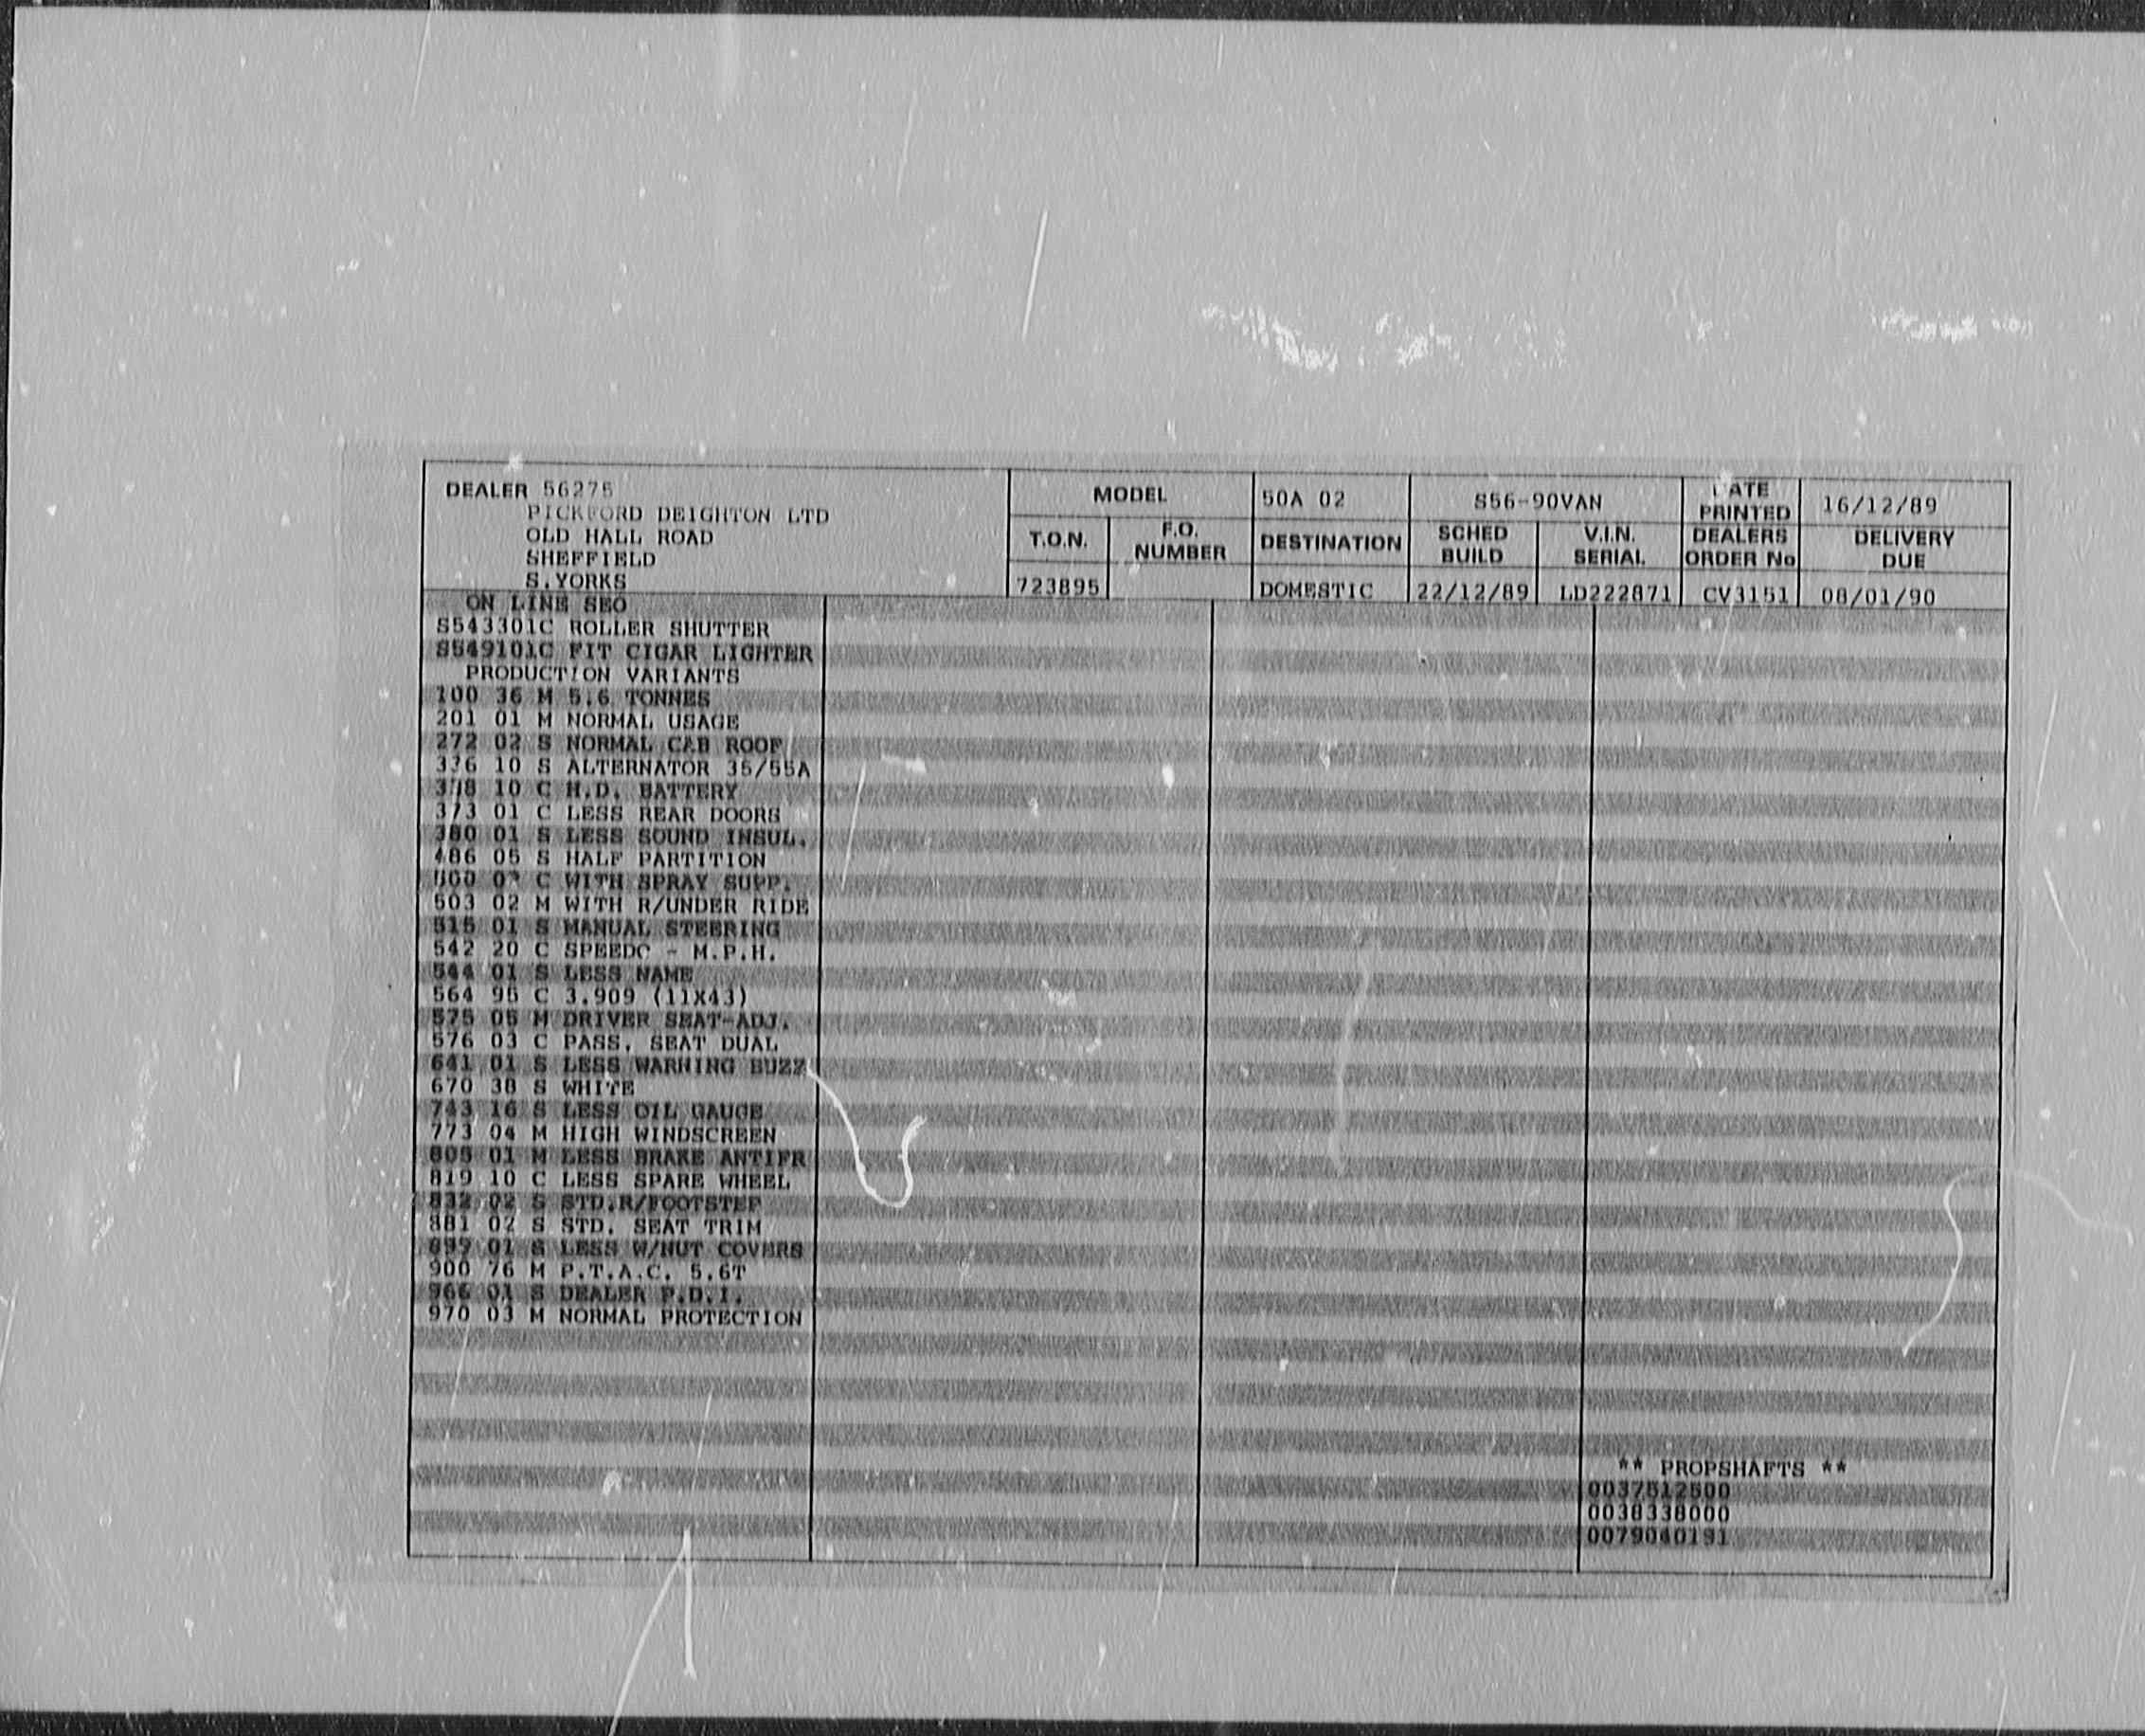 DEALER 56275
PICKFORD DEIGHTON LTD
OLD HALL ROAD
SHEFFIELD
S.YORKS
MODEL 50A 02 S56-90VAN DATE PRINTED 16/12/89
T.O.N. F.O. NUMBER DESTINATION SCHED BUILD V.I.N. SERIAL DEALERS ORDER No DELIVERY DUE
723895 DOMESTIC 22/12/89 LD222871 CV3151 08/01/90
ON LINE SEO
S543301C ROLLER SHUTTER
S549101C FIT CIGAR LIGHTER
PRODUCTION VARIANTS
100 36 M 5.6 TONNES
201 01 M NORMAL USAGE
272 02 S NORMAL CAB ROOF
336 10 S ALTERNATOR 35/55A
10 C H.D. BATTERY
373 01 C LESS REAR DOORS
380 01 S LESS SOUND INSUL.
486 05 S HALF PARTITION
C WITH SPRAY SUPP.
503 02 M WITH R/UNDER RIDE
515 01 S MANUAL STEERING
542 20 C SPEEDO - M.P.H.
544 01 S LESS NAME
564 95 C 3.909 (11X43)
575 05 M DRIVER SEAT-ADJ.
576 03 C PASS. SEAT DUAL
641 01 S LESS WARNING BUZZ
670 38 S WHITE
743 16 S LESS OIL GAUGE
773 04 M HIGH WINDSCREEN
805 01 M LESS BRAKE ANTIFR
819 10 C LESS SPARE WHEEL
832 02 S STD.R/FOOTSTEP
881 02 S STD. SEAT TRIM
899 01 S LESS W/NUT COVERS
900 76 M P.T.A.C. 5.6T
966 01 S DEALER P.D.I.
970 03 M NORMAL PROTECTION
** PROPSHAFTS **
0037512500
0038338000
0079040191